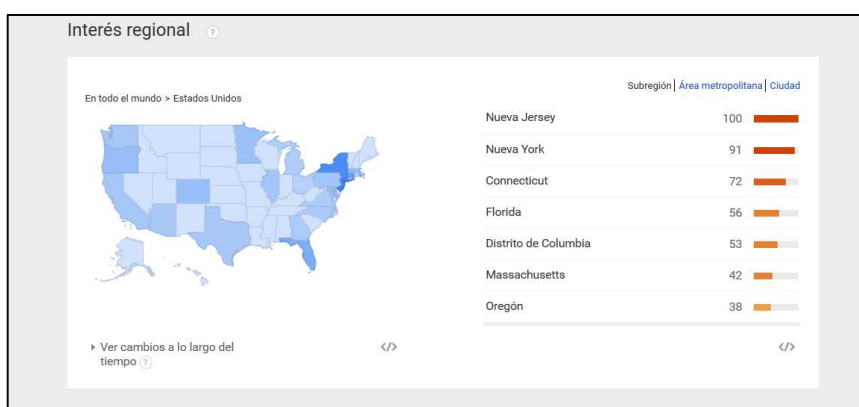 Interés regional ?
Subregión | Área metropolitana | Ciudad
En todo el mundo > Estados Unidos
Nueva Jersey 100
Nueva York 91
Connecticut 72
Florida 56
Distrito de Columbia 53
Massachusetts 42
Oregón 38
Ver cambios a lo largo del
tiempo ?
</>
</>